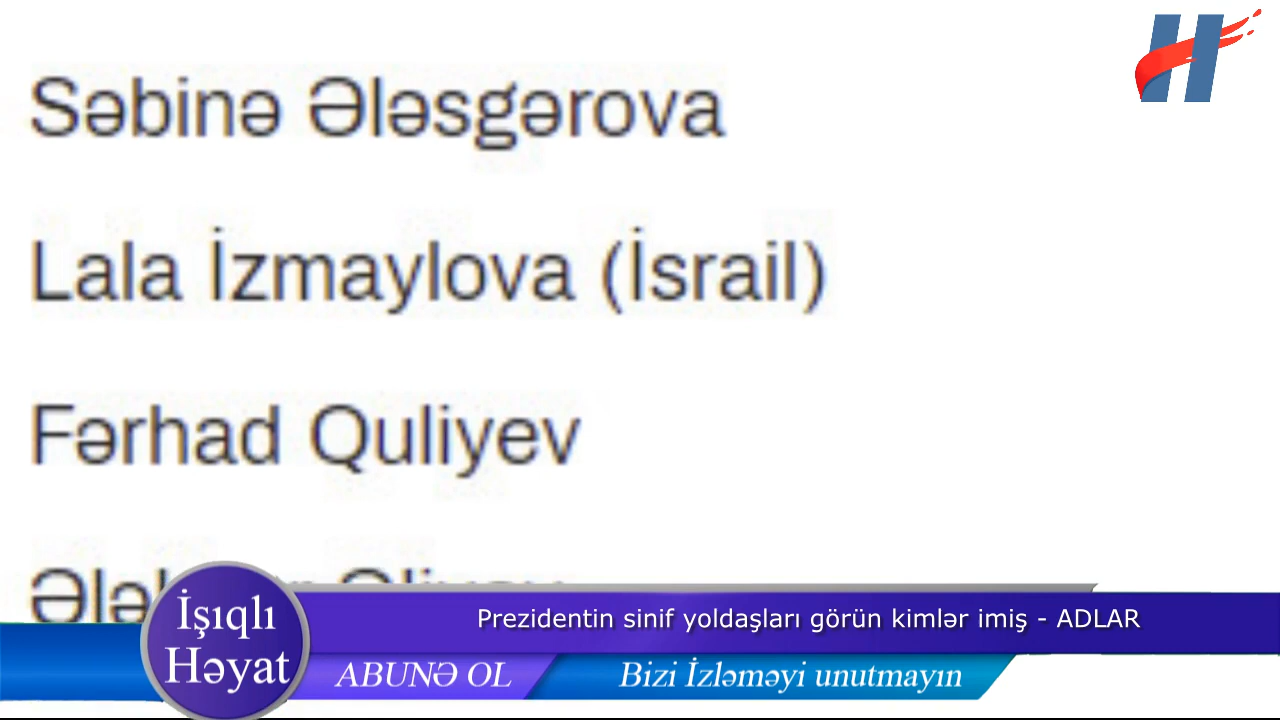 Səbinə Ələsgərova
Lala İzmaylova (İsrail)
Fərhad Quliyev
Prezidentin sinif yoldaşları görün kimlər imiş - ADLAR
İşıqlı
Həyat
ABUNƏ OL
Bizi İzləməyi unutmayın